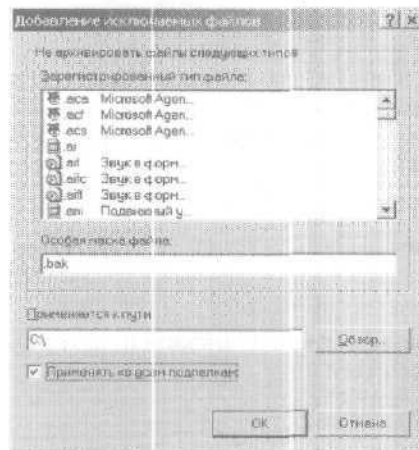 Добавление исключаемых файлов
Не архивировать файлы следующих типов
Зарегистрированный тип файла:
.aca Microsoft Agen...
.acf Microsoft Agen...
.acs Microsoft Agen...
.ai
.aif Звук в форм...
.aifc Звук в форм...
.aiff Звук в форм...
.ani Подвижный у...
Особая маска файла:
.bak
Применяется к пути:
C:\
Обзор...
Применять ко всем подпапкам
ОК
Отмена